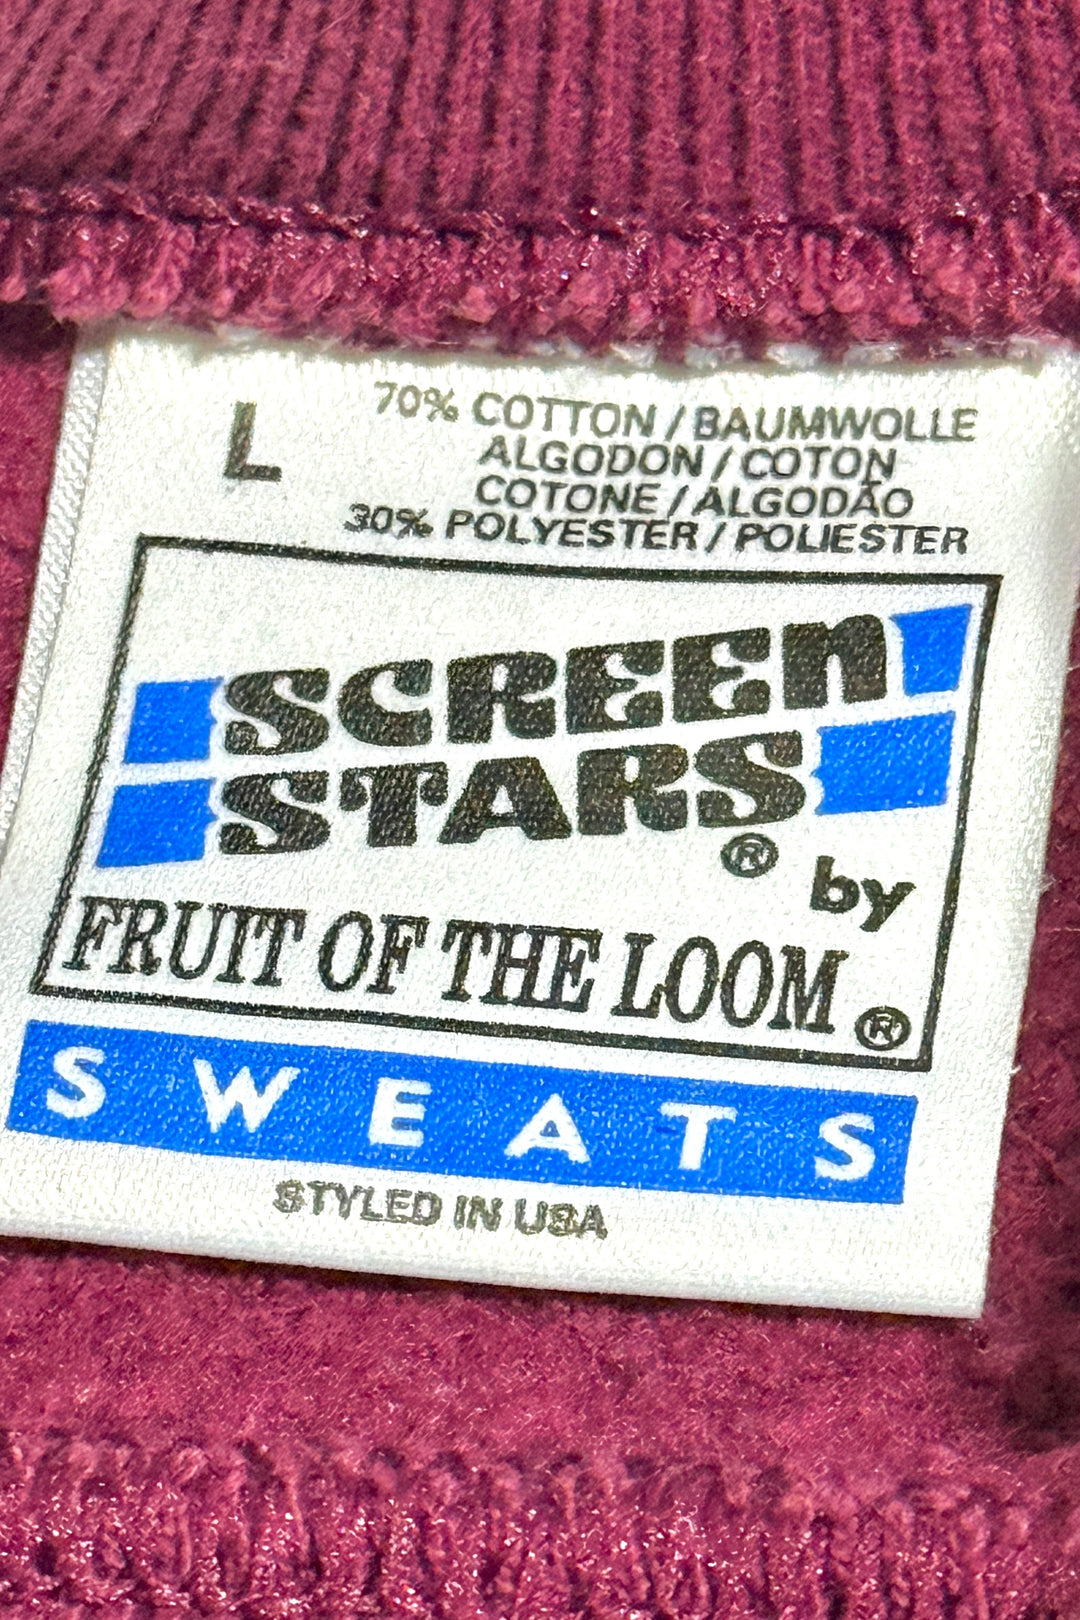 L
70% COTTON / BAUMWOLLE
ALGODON / COTON
COTONE / ALGODÃO
30% POLYESTER / POLIESTER
SCREEN
STARS®
by
FRUIT OF THE LOOM®
SWEATS
STYLED IN USA